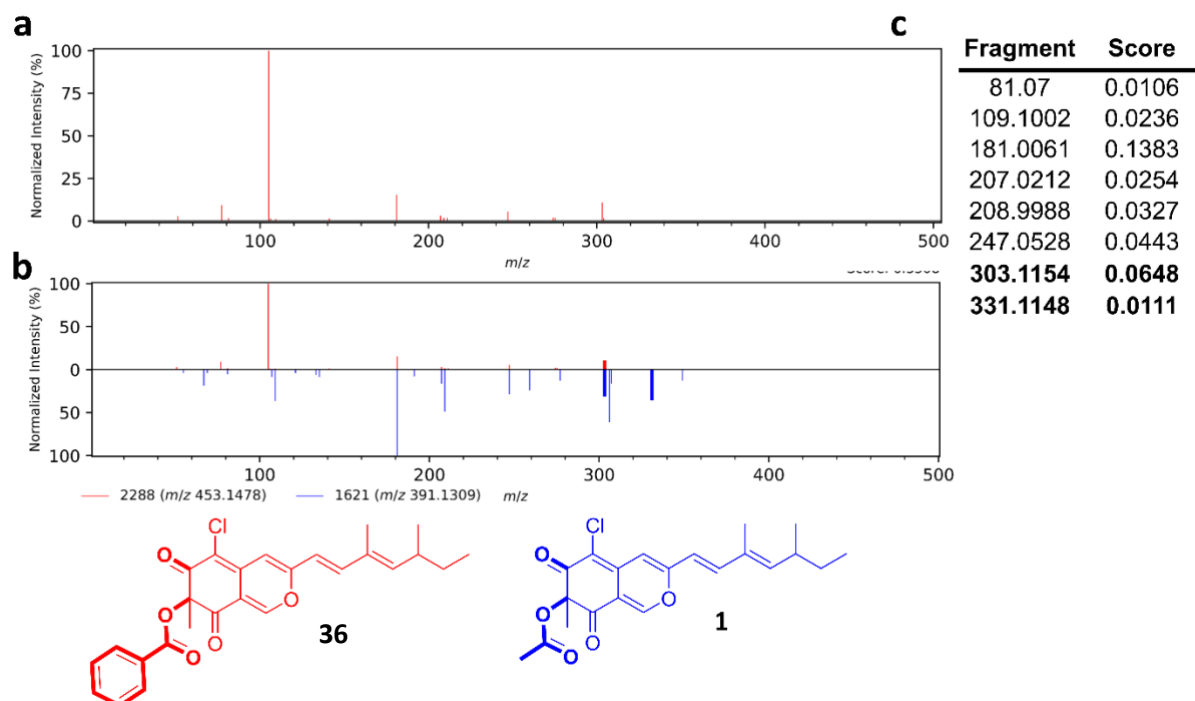 a
Normalized Intensity (%)
100
75
50
25
0
100
200
300
400
500
m/z
b
Normalized Intensity (%)
100
50
0
50
100
100
200
300
400
500
2288 (m/z 453.1478)
1621 (m/z 391.1309)
m/z
Cl
O
O
O
O
O
36
Cl
O
O
O
O
O
1
c
Fragment Score
81.07 0.0106
109.1002 0.0236
181.0061 0.1383
207.0212 0.0254
208.9988 0.0327
247.0528 0.0443
303.1154 0.0648
331.1148 0.0111